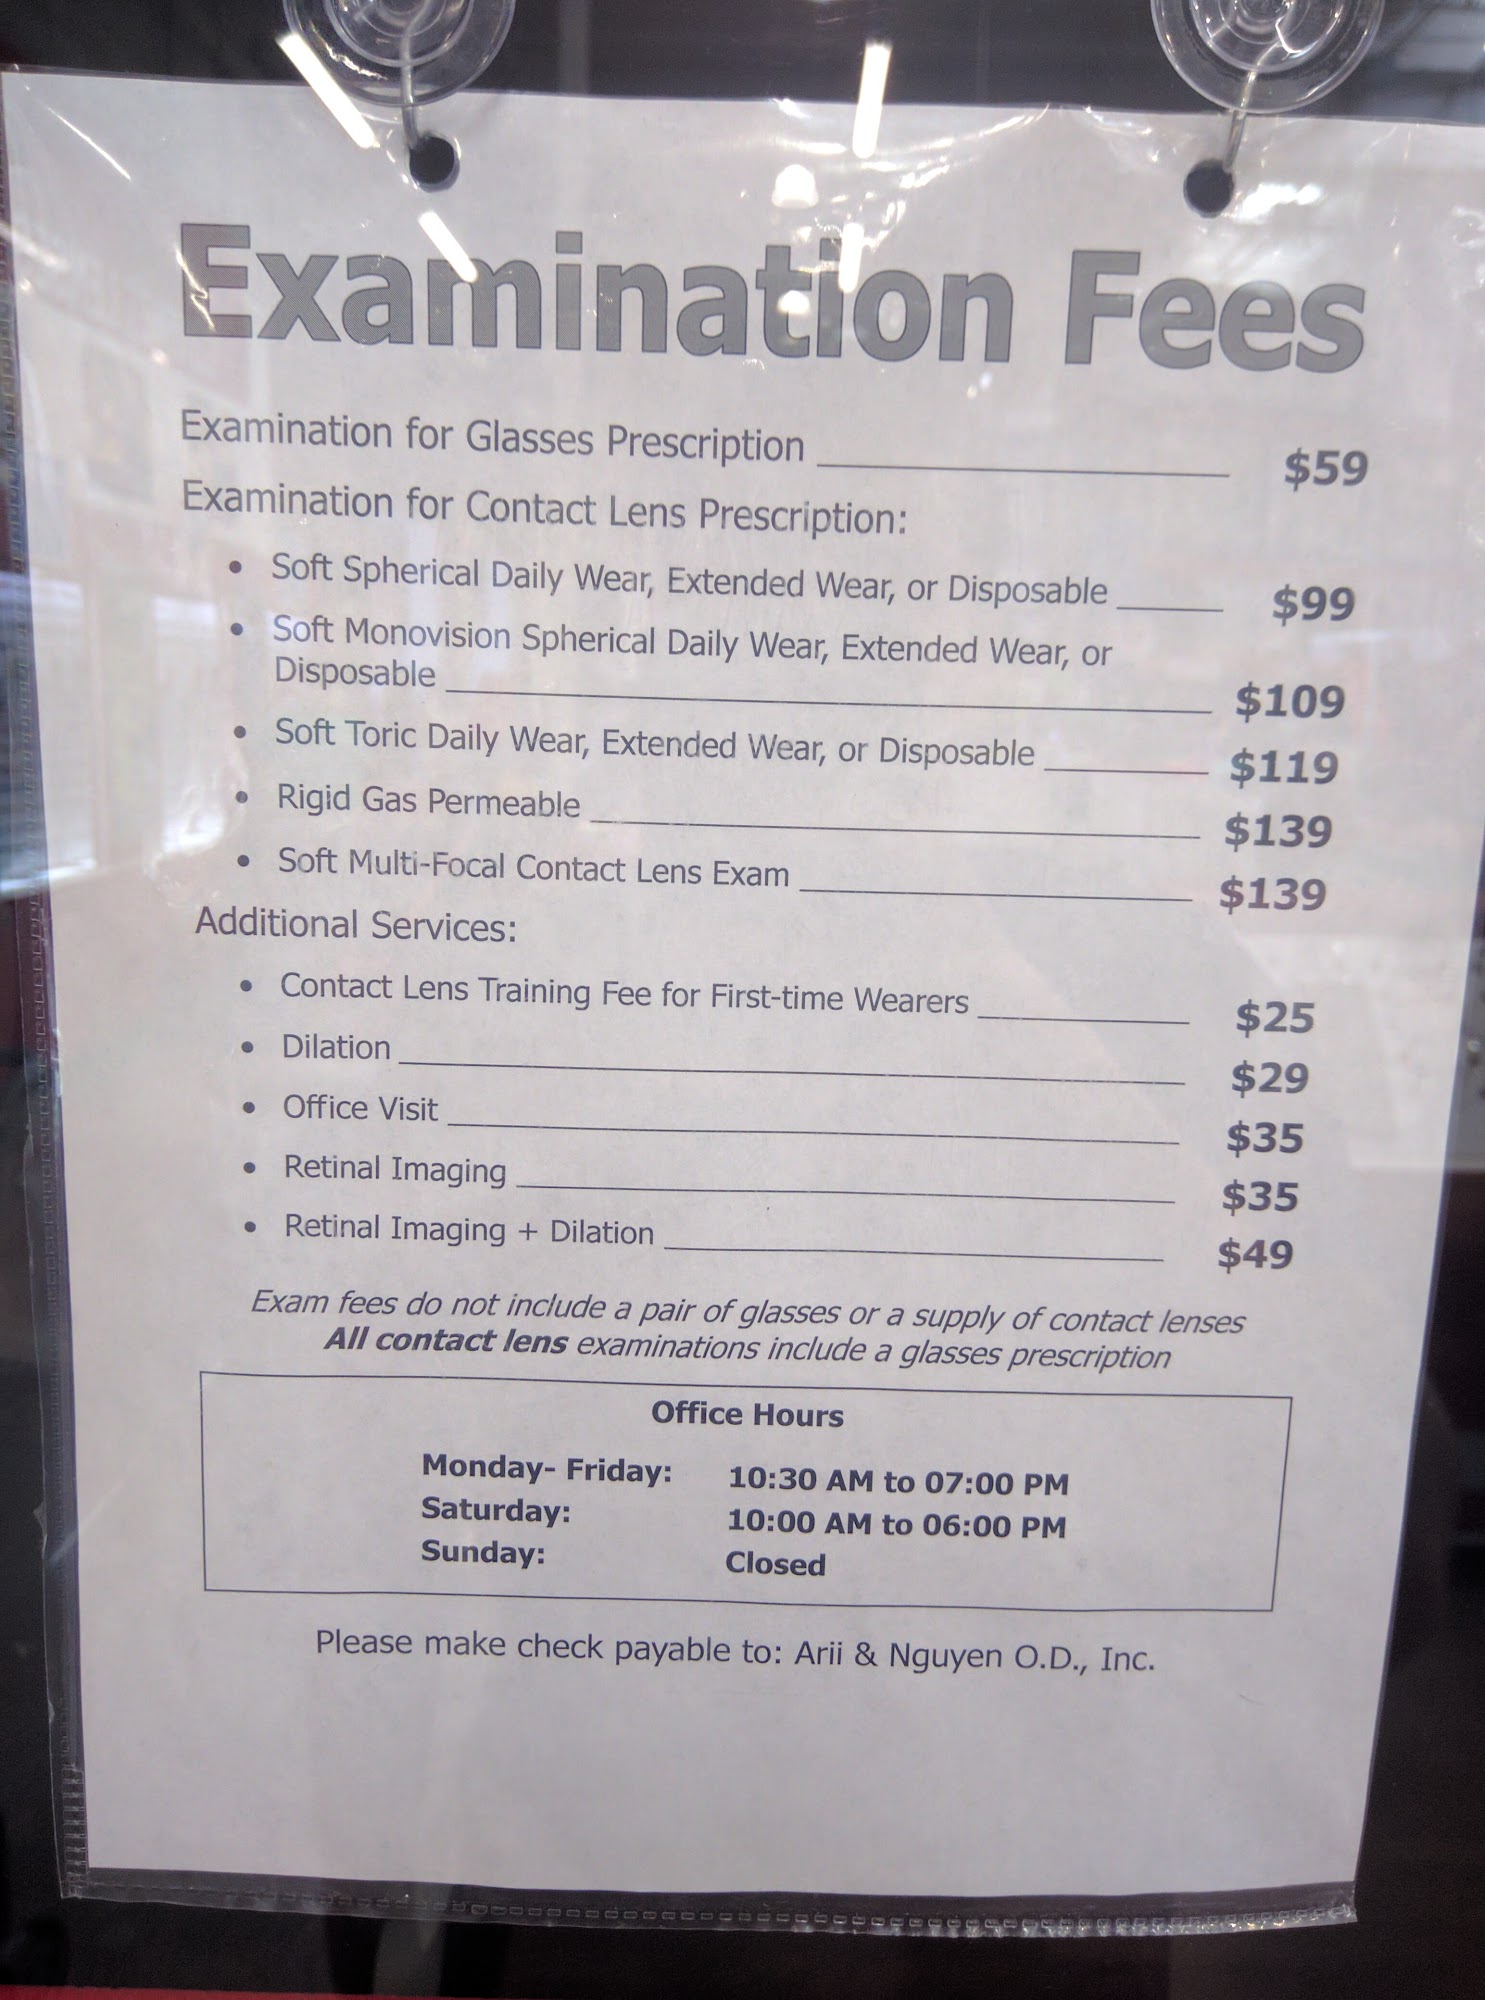 Examination Fees
Examination for Glasses Prescription $59
Examination for Contact Lens Prescription:
• Soft Spherical Daily Wear, Extended Wear, or Disposable $99
• Soft Monovision Spherical Daily Wear, Extended Wear, or
Disposable $109
• Soft Toric Daily Wear, Extended Wear, or Disposable $119
• Rigid Gas Permeable $139
• Soft Multi-Focal Contact Lens Exam $139
Additional Services:
• Contact Lens Training Fee for First-time Wearers $25
• Dilation $29
• Office Visit $35
• Retinal Imaging $35
• Retinal Imaging + Dilation $49
Exam fees do not include a pair of glasses or a supply of contact lenses
All contact lens examinations include a glasses prescription
Office Hours
Monday- Friday: 10:30 AM to 07:00 PM
Saturday: 10:00 AM to 06:00 PM
Sunday: Closed
Please make check payable to: Arii & Nguyen O.D., Inc.